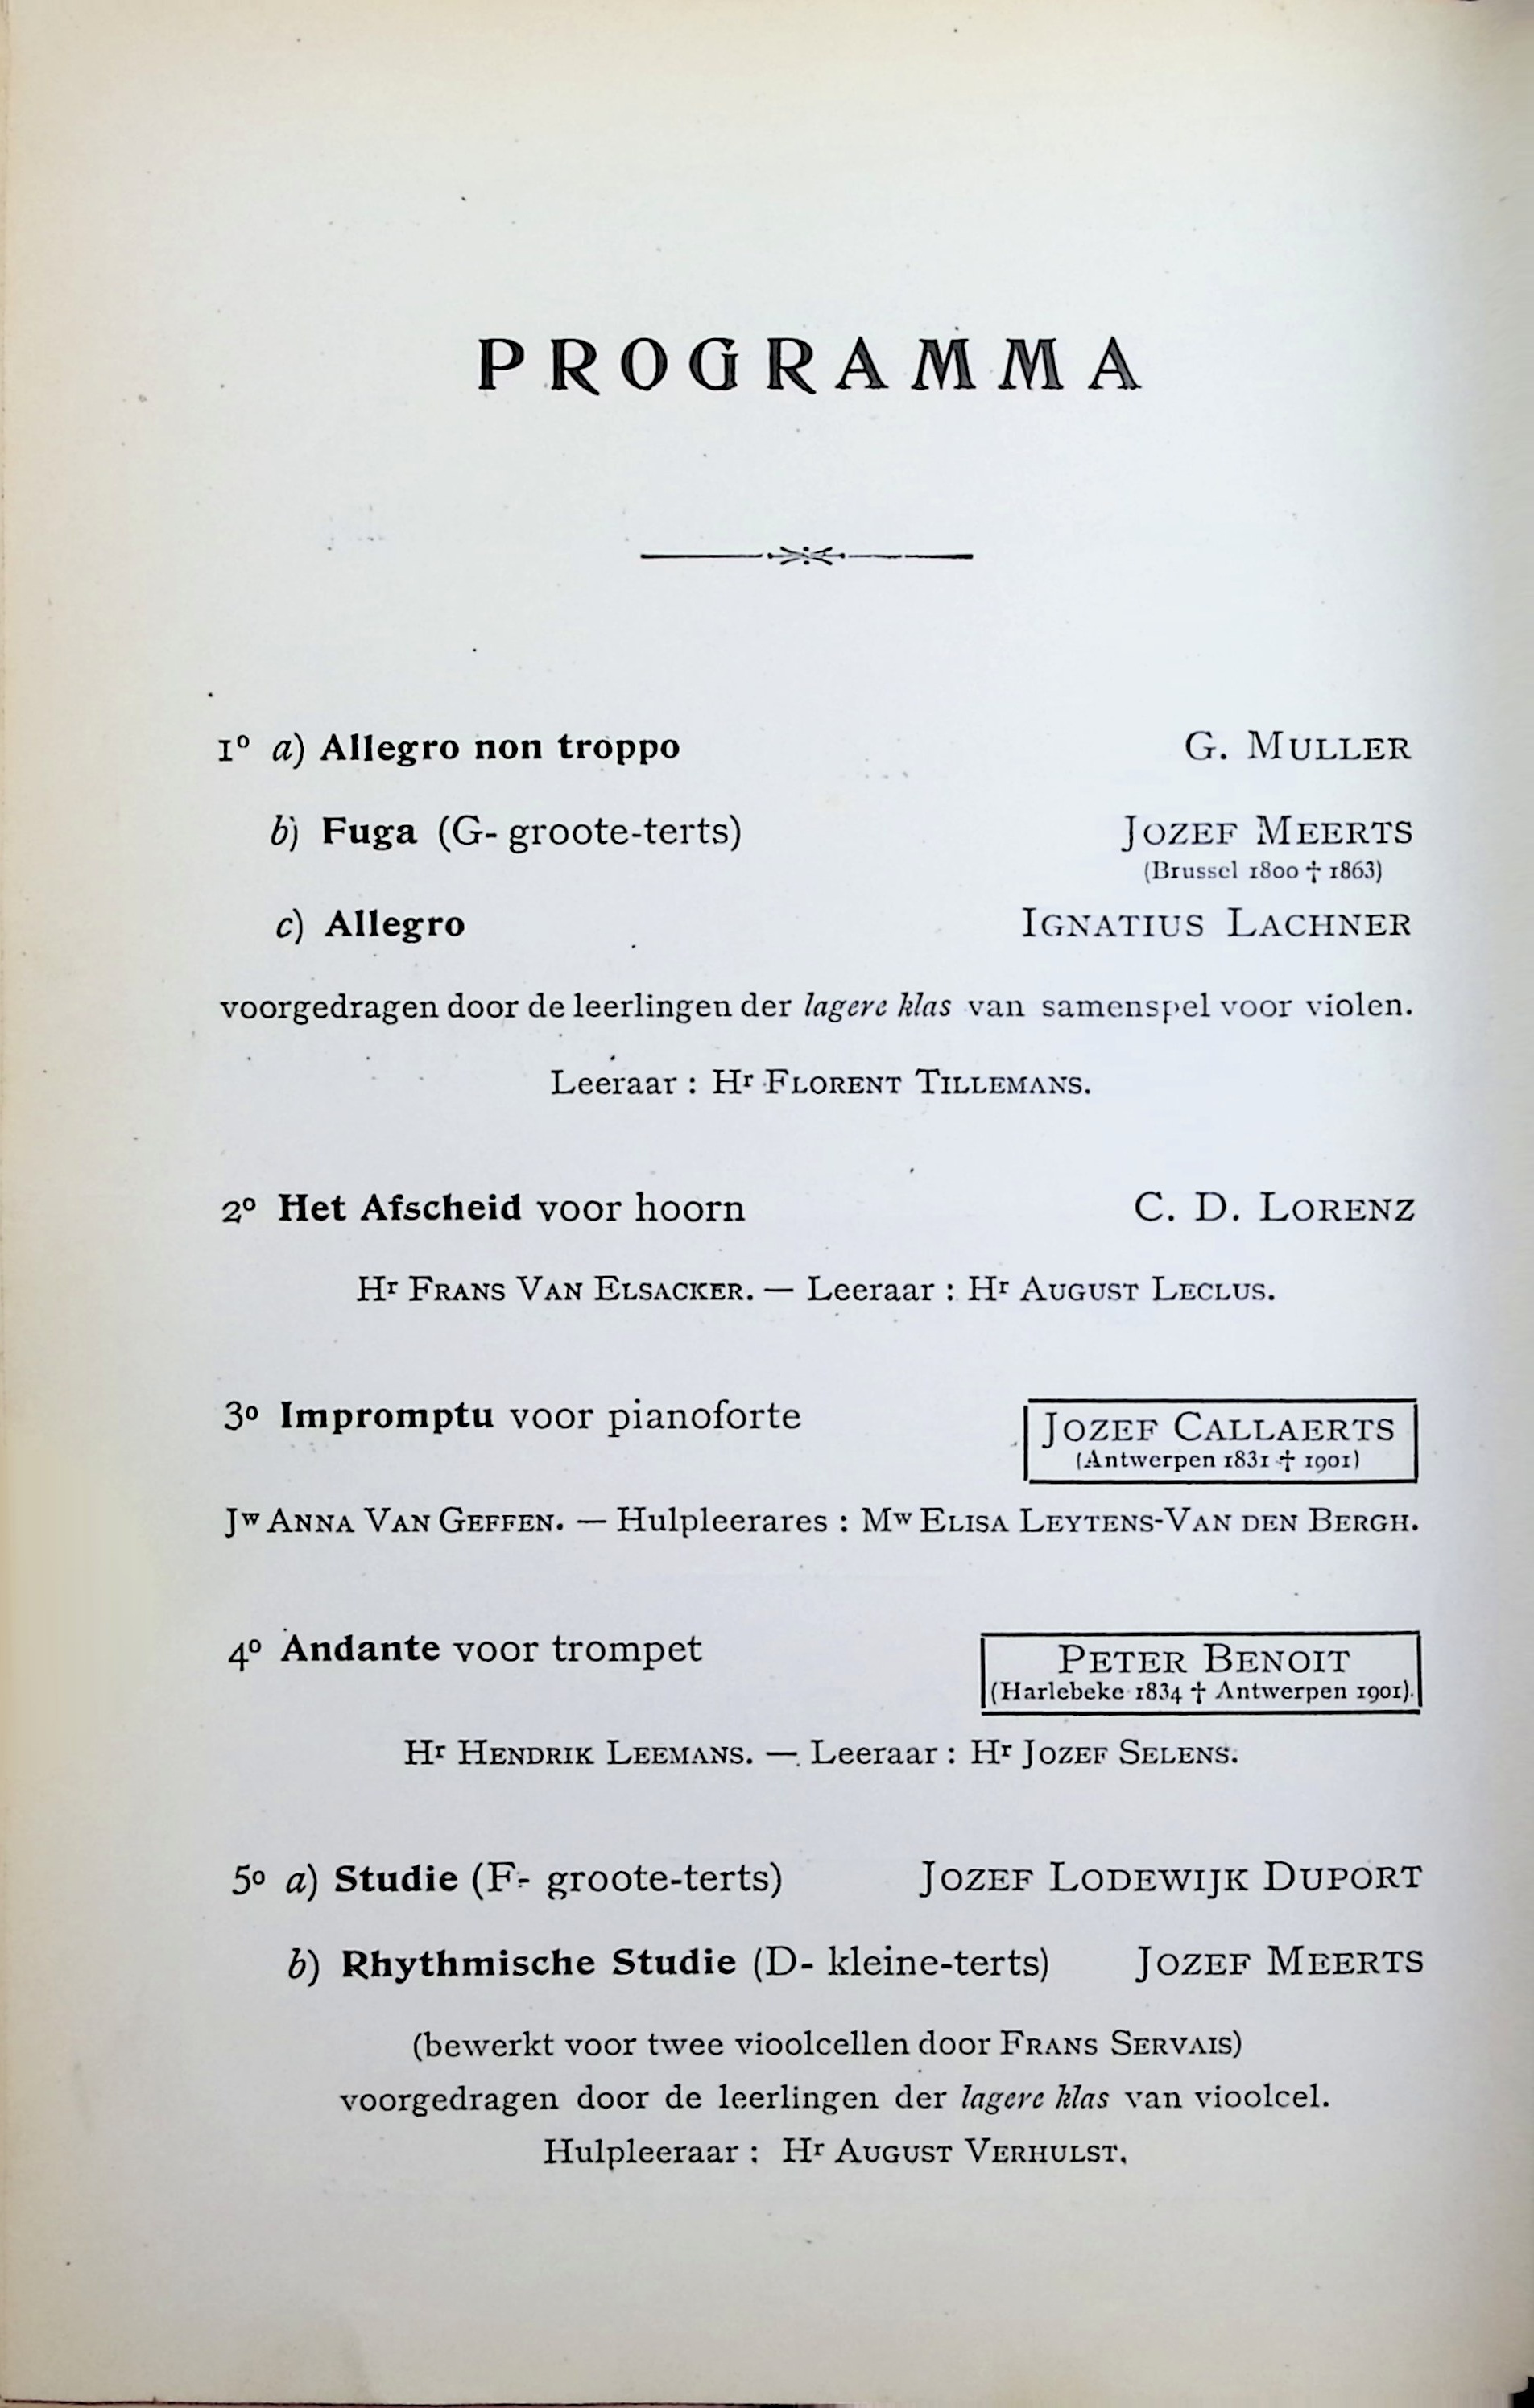 PROGRAMMA
1º a) Allegro non troppo G. MULLER
b) Fuga (G- groote-terts) JOZEF MEERTS
(Brussel 1800 † 1863)
c) Allegro IGNATIUS LACHNER
voorgedragen door de leerlingen der lagere klas van samenspel voor violen.
Leeraar : Hr FLORENT TILLEMANS.
2º Het Afscheid voor hoorn C. D. LORENZ
Hr FRANS VAN ELSACKER. — Leeraar : Hr AUGUST LECLUS.
3º Impromptu voor pianoforte JOZEF CALLAERTS
(Antwerpen 1831 † 1901)
Jw ANNA VAN GEFFEN. — Hulpleerares : Mw ELISA LEYTENS-VAN DEN BERGH.
4º Andante voor trompet PETER BENOIT
(Harlebeke 1834 † Antwerpen 1901).
Hr HENDRIK LEEMANS. — Leeraar : Hr JOZEF SELENS.
5º a) Studie (F- groote-terts) JOZEF LODEWIJK DUPORT
b) Rhythmische Studie (D- kleine-terts) JOZEF MEERTS
(bewerkt voor twee vioolcellen door FRANS SERVAIS)
voorgedragen door de leerlingen der lagere klas van vioolcel.
Hulpleeraar : Hr AUGUST VERHULST.